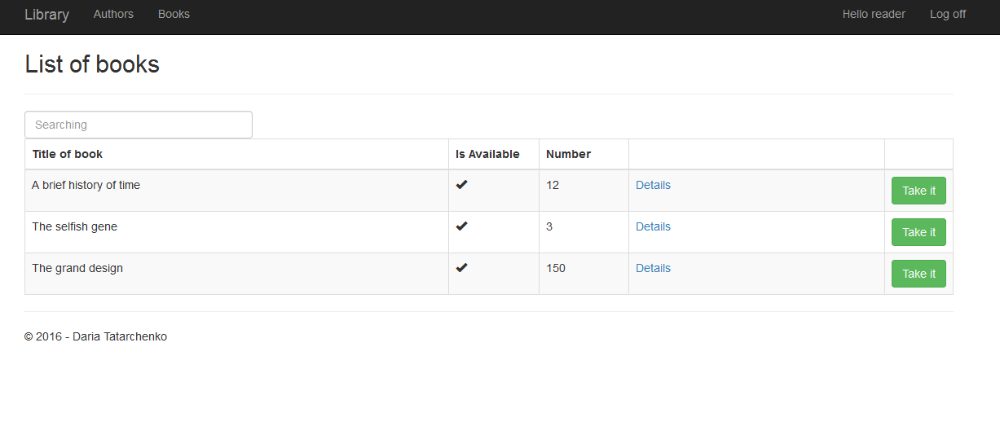 Library Authors Books Hello reader Log off
List of books
Searching
Title of book Is Available Number
A brief history of time ✔ 12 Details Take it
The selfish gene ✔ 3 Details Take it
The grand design ✔ 150 Details Take it
© 2016 - Daria Tatarchenko